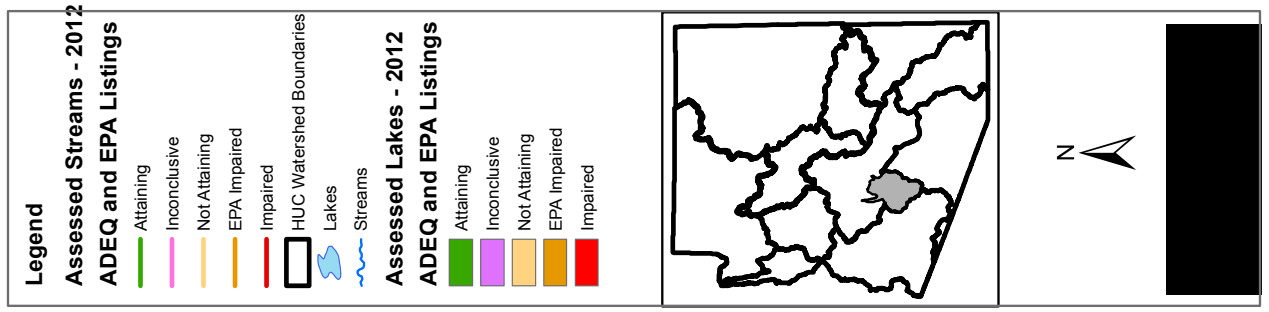 Legend
Assessed Streams - 2012
ADEQ and EPA Listings
Attaining
Inconclusive
Not Attaining
EPA Impaired
Impaired
HUC Watershed Boundaries
Lakes
Streams
Assessed Lakes - 2012
ADEQ and EPA Listings
Attaining
Inconclusive
Not Attaining
EPA Impaired
Impaired
N